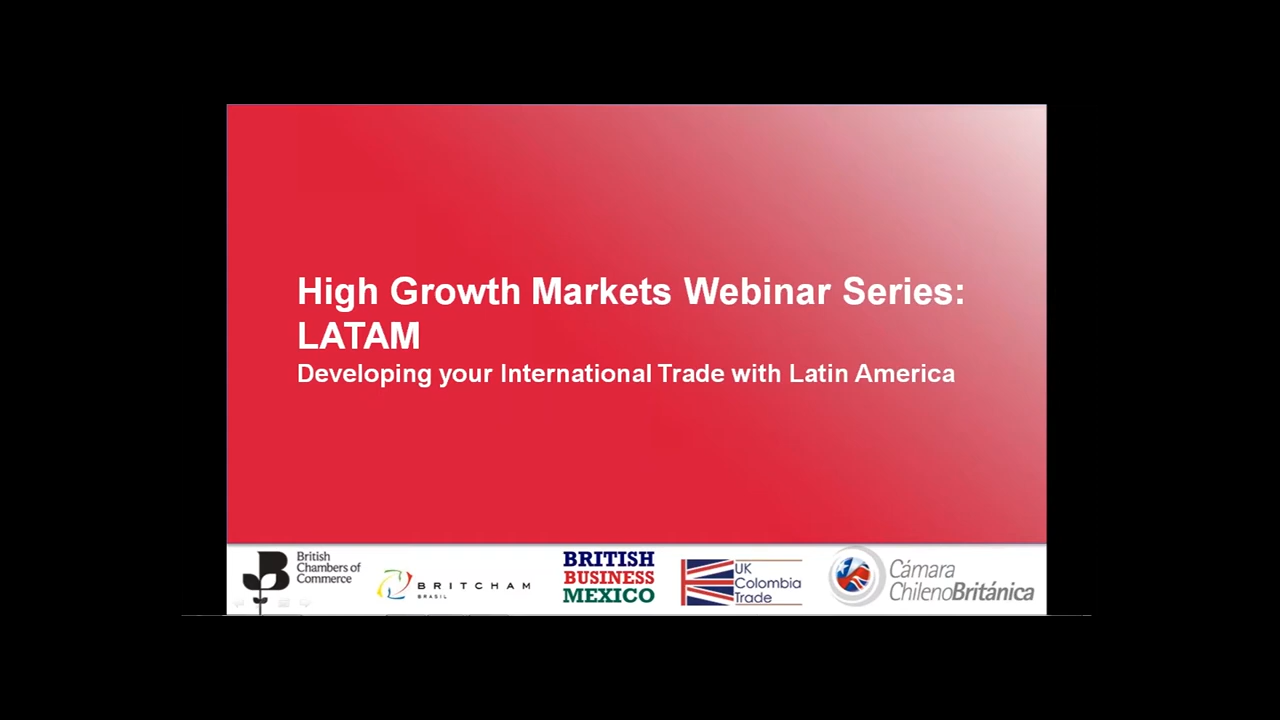 High Growth Markets Webinar Series:
LATAM
Developing your International Trade with Latin America
British
Chambers of
Commerce
BRITCHAM
BRASIL
BRITISH
BUSINESS
MEXICO
UK
Colombia
Trade
Cámara
ChilenoBritánica